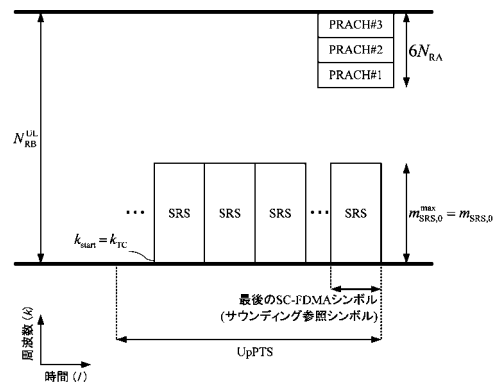 PRACH#3
PRACH#2
PRACH#1
6N_RA
N_RB^UL
... SRS SRS SRS ... SRS
m_SRS,0^max = m_SRS,0
k_start = k_TC
最後のSC-FDMAシンボル
(サウンディング参照シンボル)
UpPTS
周波数(k)
時間(l)